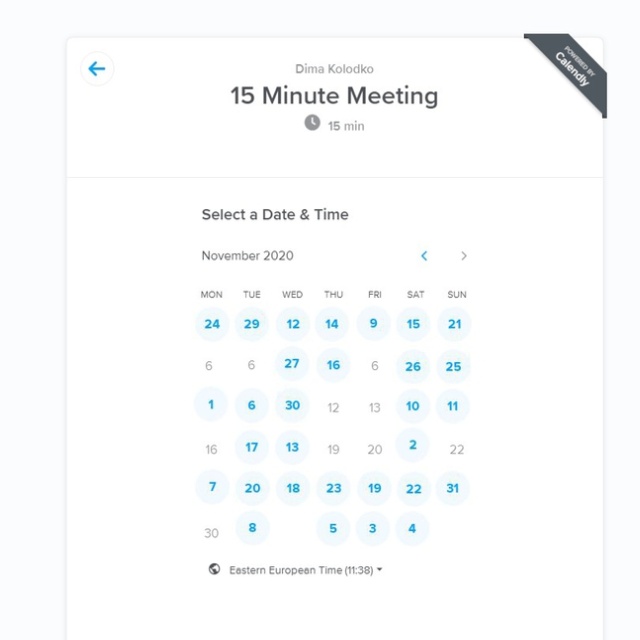 Dima Kolodko
POWERED BY
Calendly
15 Minute Meeting
15 min
Select a Date & Time
November 2020
MON TUE WED THU FRI SAT SUN
24 29 12 14 9 15 21
6 6 27 16 6 26 25
1 6 30 12 13 10 11
16 17 13 19 20 2 22
7 20 18 23 19 22 31
30 8 5 3 4
Eastern European Time (11:38)